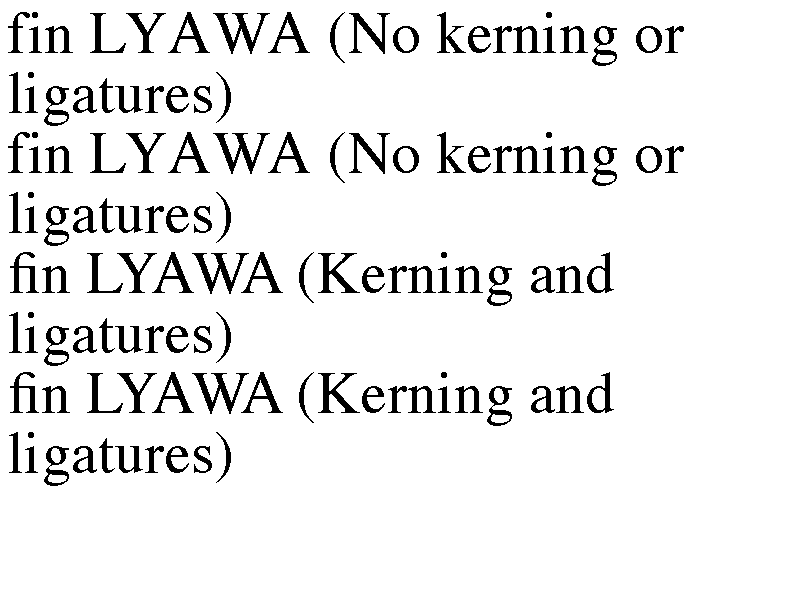 fin LYAWA (No kerning or
ligatures)
fin LYAWA (No kerning or
ligatures)
fin LYAWA (Kerning and
ligatures)
fin LYAWA (Kerning and
ligatures)